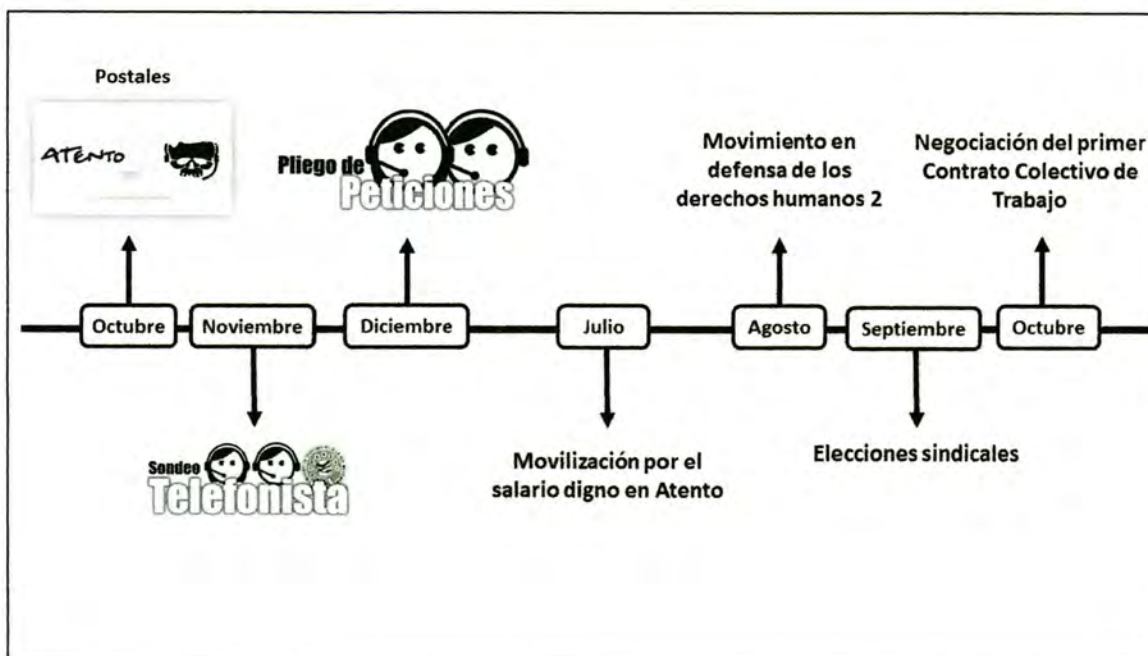 Postales
ATENTO
Pliego de
Peticiones
Movimiento en
defensa de los
derechos humanos 2
Negociación del primer
Contrato Colectivo de
Trabajo
Octubre
Noviembre
Diciembre
Julio
Agosto
Septiembre
Octubre
Sondeo
Telefonista
Movilización por el
salario digno en Atento
Elecciones sindicales